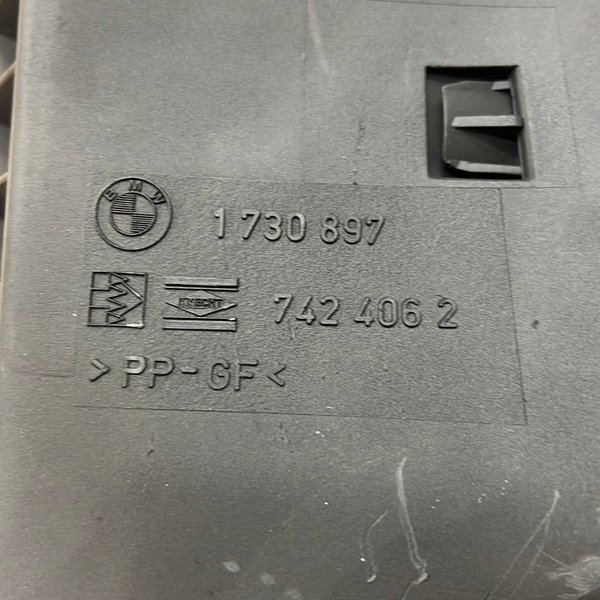 BMW 1 730 897
KNECHT 742 406 2
> PP-GF <